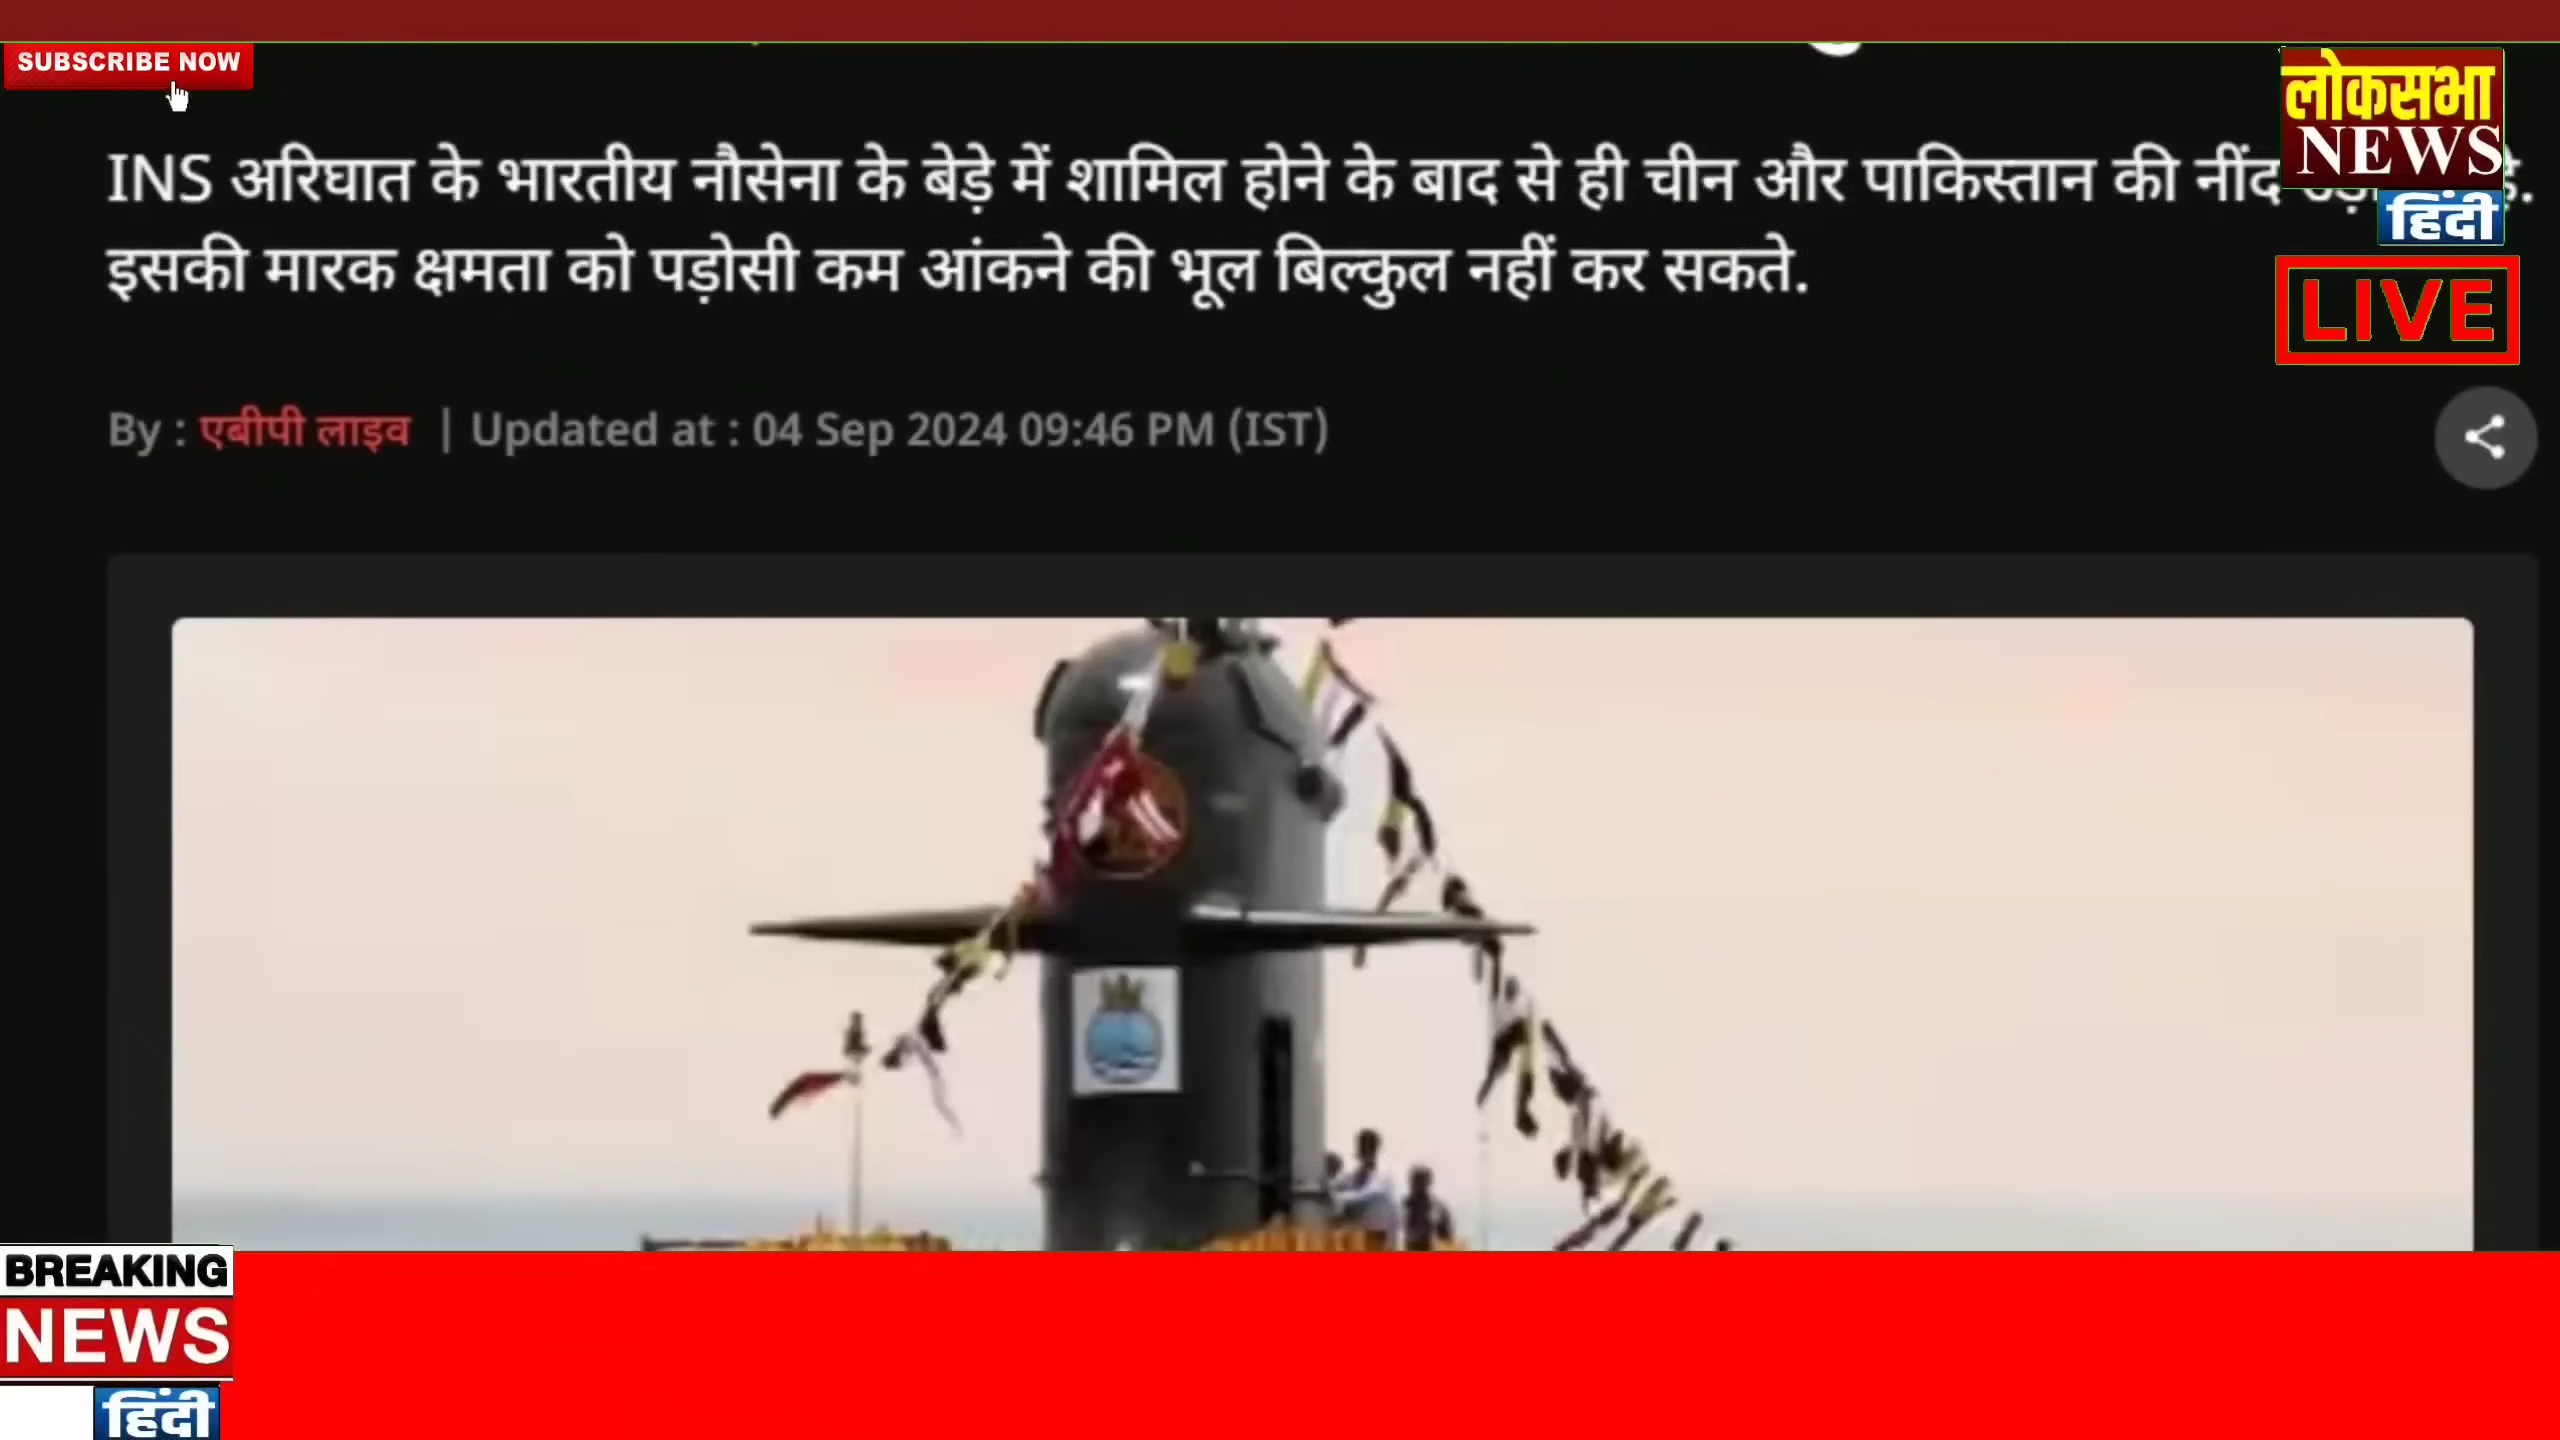 SUBSCRIBE NOW
लोकसभा
NEWS
हिंदी
LIVE
INS अरिघात के भारतीय नौसेना के बेड़े में शामिल होने के बाद से ही चीन और पाकिस्तान की नींद है.
इसकी मारक क्षमता को पड़ोसी कम आंकने की भूल बिल्कुल नहीं कर सकते.
By : एबीपी लाइव | Updated at : 04 Sep 2024 09:46 PM (IST)
BREAKING
NEWS
हिंदी